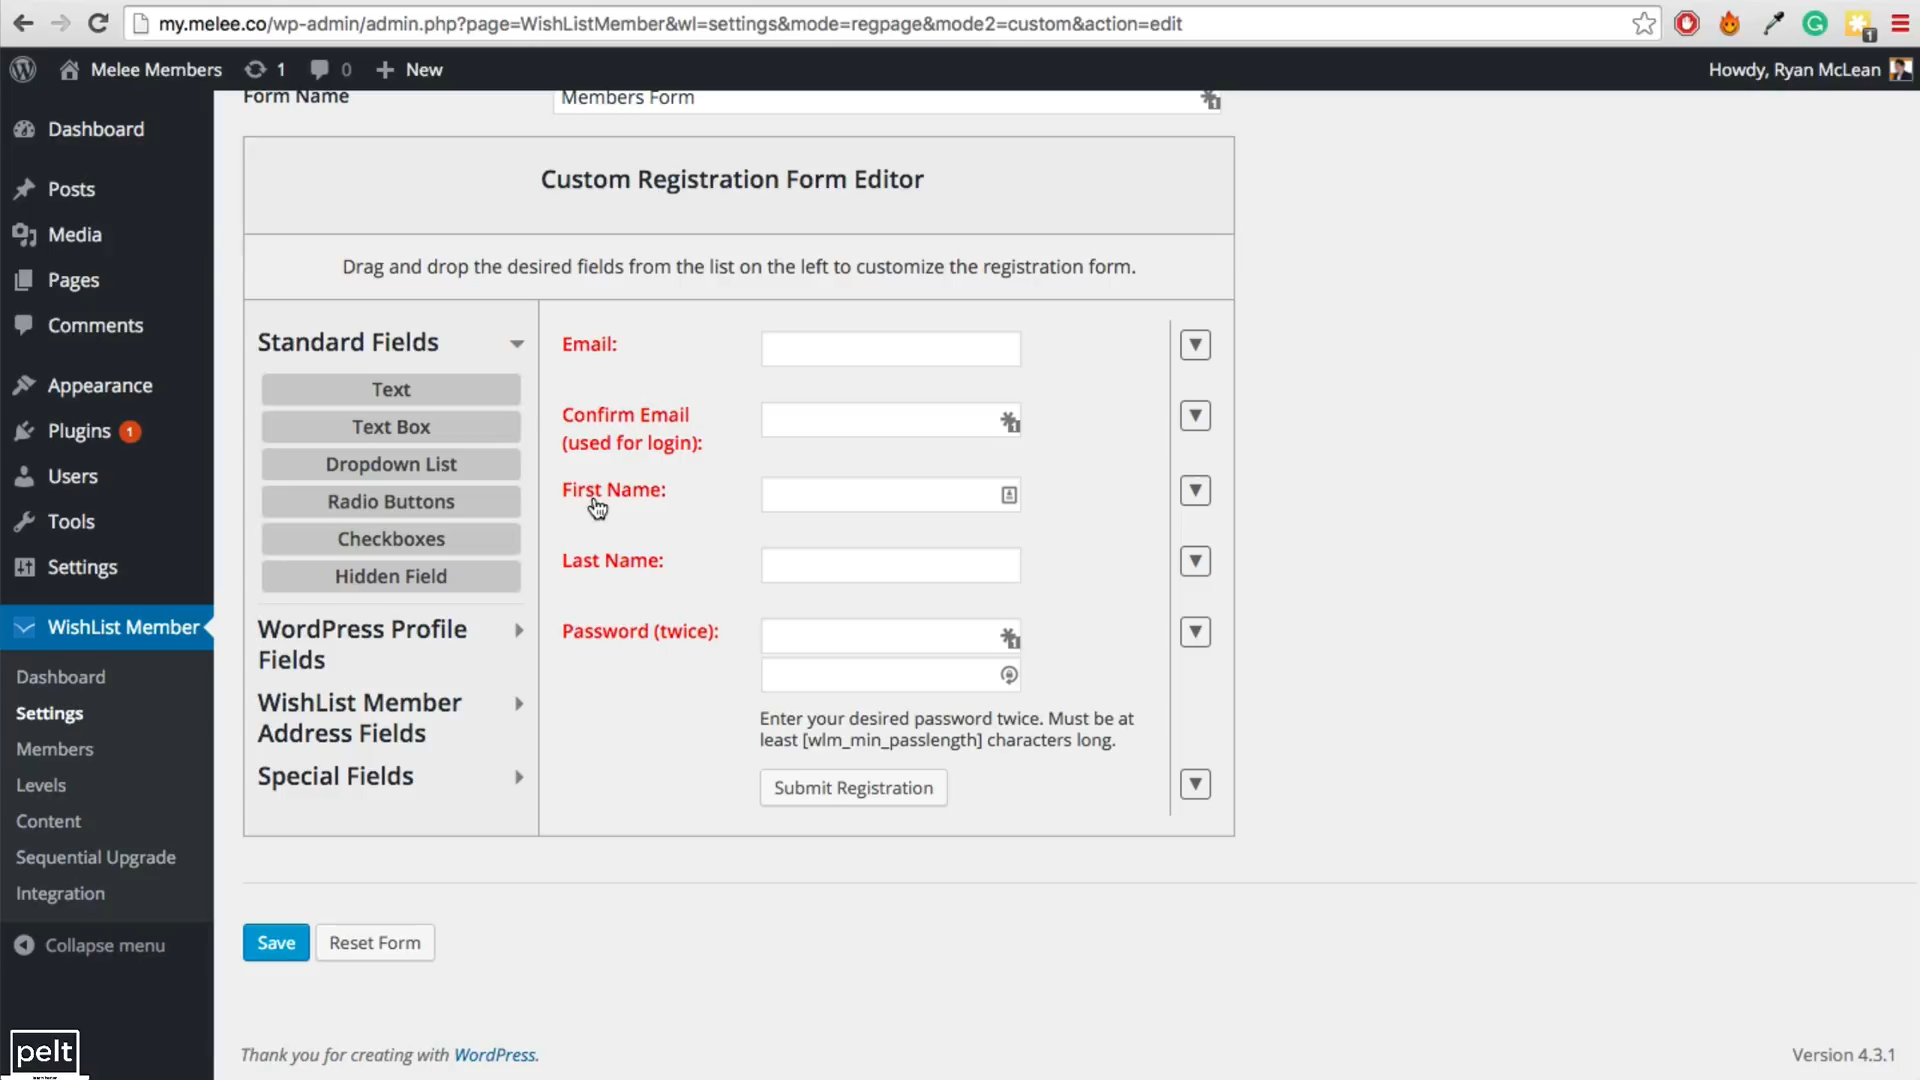 my.melee.co/wp-admin/admin.php?page=WishListMember&wl=settings&mode=regpage&mode2=custom&action=edit
1
Melee Members
1
0
New
Howdy, Ryan McLean
Dashboard
Posts
Media
Pages
Comments
Appearance
Plugins 1
Users
Tools
Settings
WishList Member
Dashboard
Settings
Members
Levels
Content
Sequential Upgrade
Integration
Collapse menu
Form Name
Members Form
Custom Registration Form Editor
Drag and drop the desired fields from the list on the left to customize the registration form.
Standard Fields
Text
Text Box
Dropdown List
Radio Buttons
Checkboxes
Hidden Field
WordPress Profile
Fields
WishList Member
Address Fields
Special Fields
Email:
Confirm Email
(used for login):
First Name:
Last Name:
Password (twice):
Enter your desired password twice. Must be at
least [wlm_min_passlength] characters long.
Submit Registration
Save
Reset Form
Thank you for creating with WordPress.
Version 4.3.1
pelt